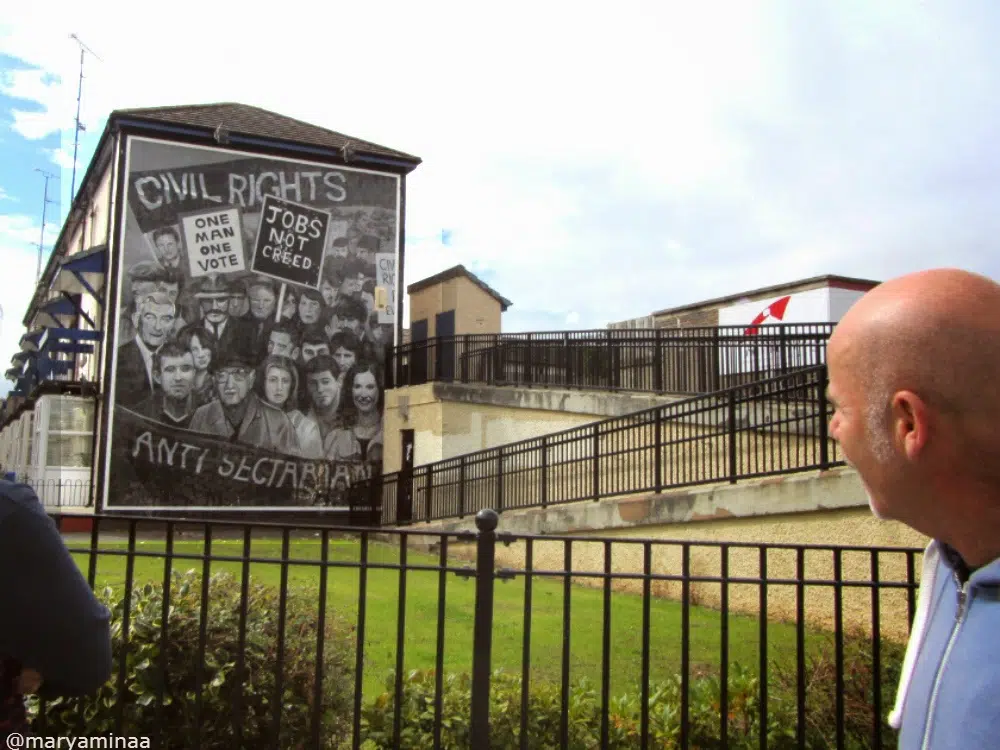 CIVIL RIGHTS
ONE
MAN
ONE
VOTE
JOBS
NOT
CREED
ANTI SECTARIAN
@maryaminaa